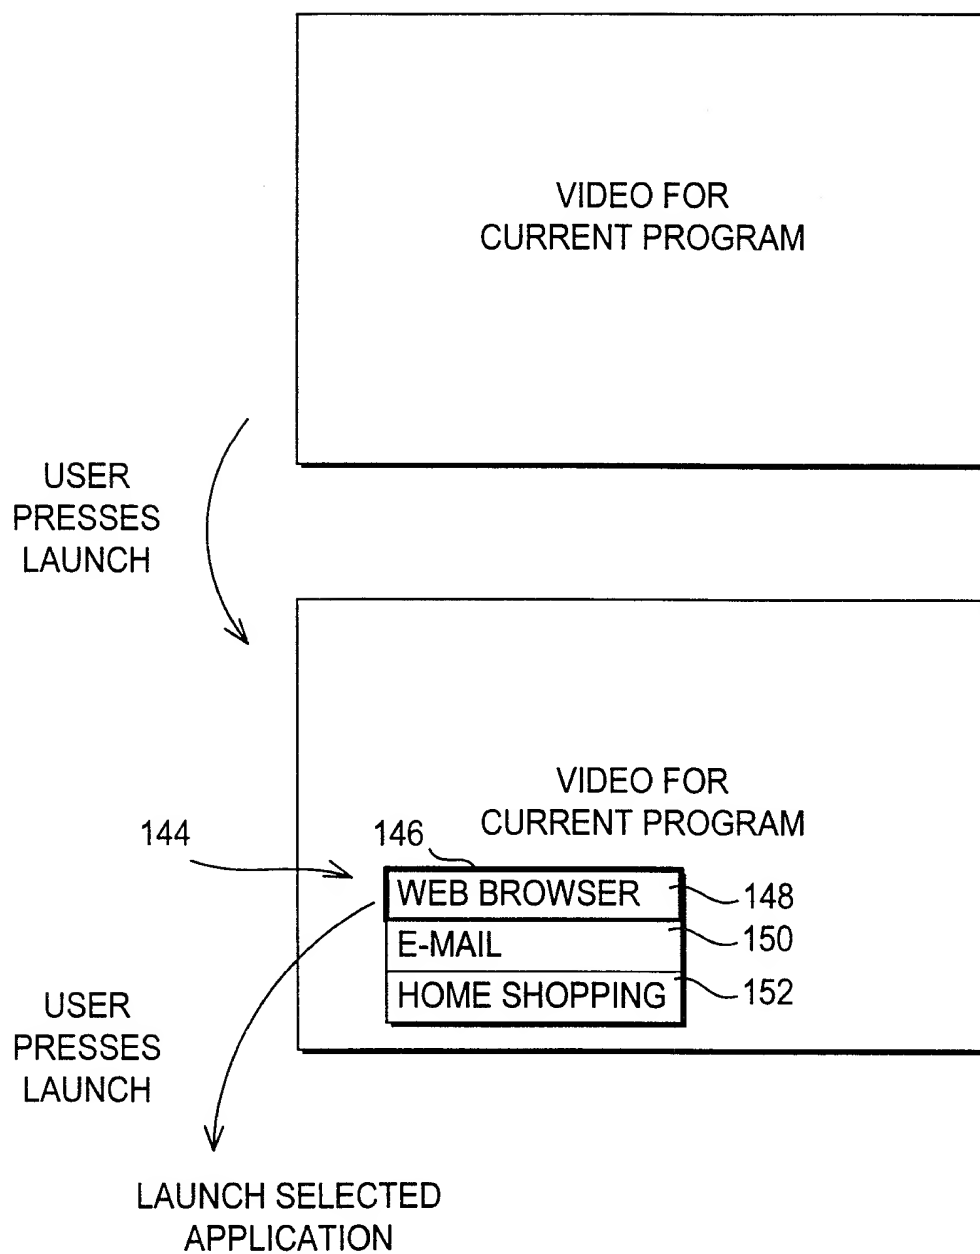 VIDEO FOR
CURRENT PROGRAM
USER
PRESSES
LAUNCH
VIDEO FOR
CURRENT PROGRAM
144
146
WEB BROWSER
148
E-MAIL
150
HOME SHOPPING
152
USER
PRESSES
LAUNCH
LAUNCH SELECTED
APPLICATION